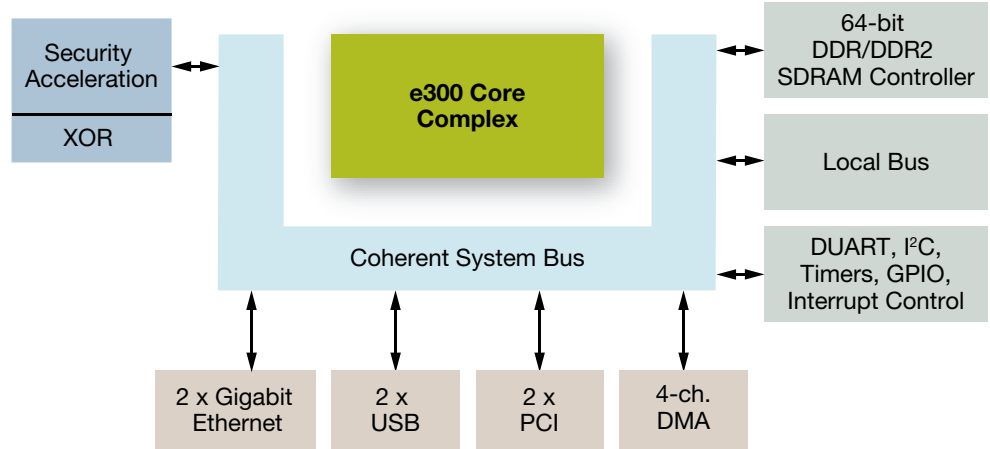 Security
Acceleration
XOR
e300 Core
Complex
64-bit
DDR/DDR2
SDRAM Controller
Local Bus
Coherent System Bus
DUART, I²C,
Timers, GPIO,
Interrupt Control
2 x Gigabit
Ethernet
2 x
USB
2 x
PCI
4-ch.
DMA